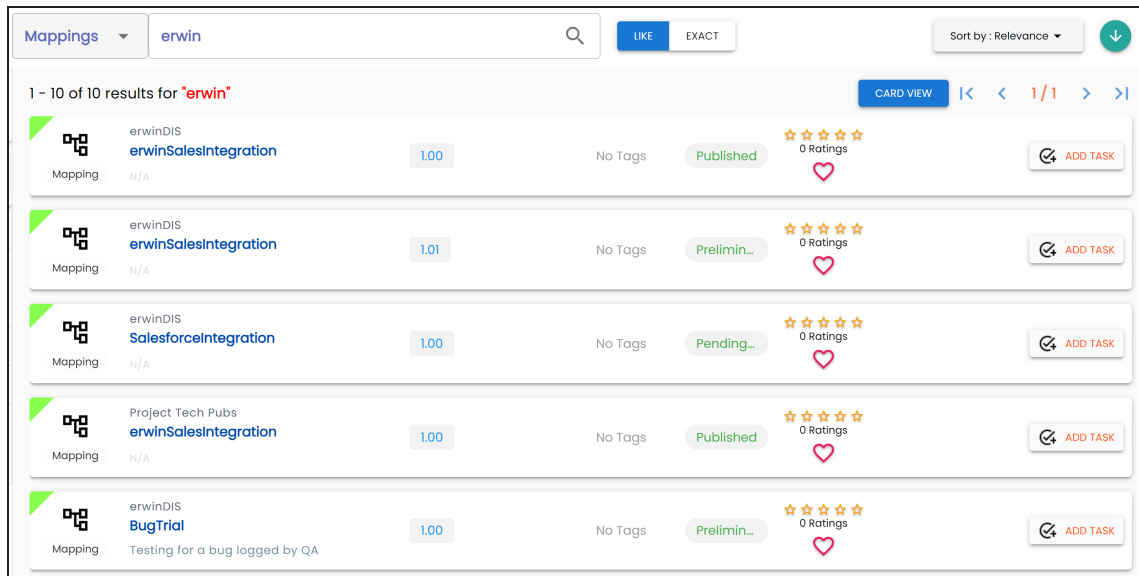 Mappings erwin LIKE EXACT Sort by : Relevance
1 - 10 of 10 results for "erwin" CARD VIEW 1 / 1
erwinDIS
erwinSalesIntegration 1.00 No Tags Published 0 Ratings ADD TASK
Mapping N/A
erwinDIS
erwinSalesIntegration 1.01 No Tags Prelimin... 0 Ratings ADD TASK
Mapping N/A
erwinDIS
SalesforceIntegration 1.00 No Tags Pending... 0 Ratings ADD TASK
Mapping N/A
Project Tech Pubs
erwinSalesIntegration 1.00 No Tags Published 0 Ratings ADD TASK
Mapping N/A
erwinDIS
BugTrial 1.00 No Tags Prelimin... 0 Ratings ADD TASK
Mapping Testing for a bug logged by QA